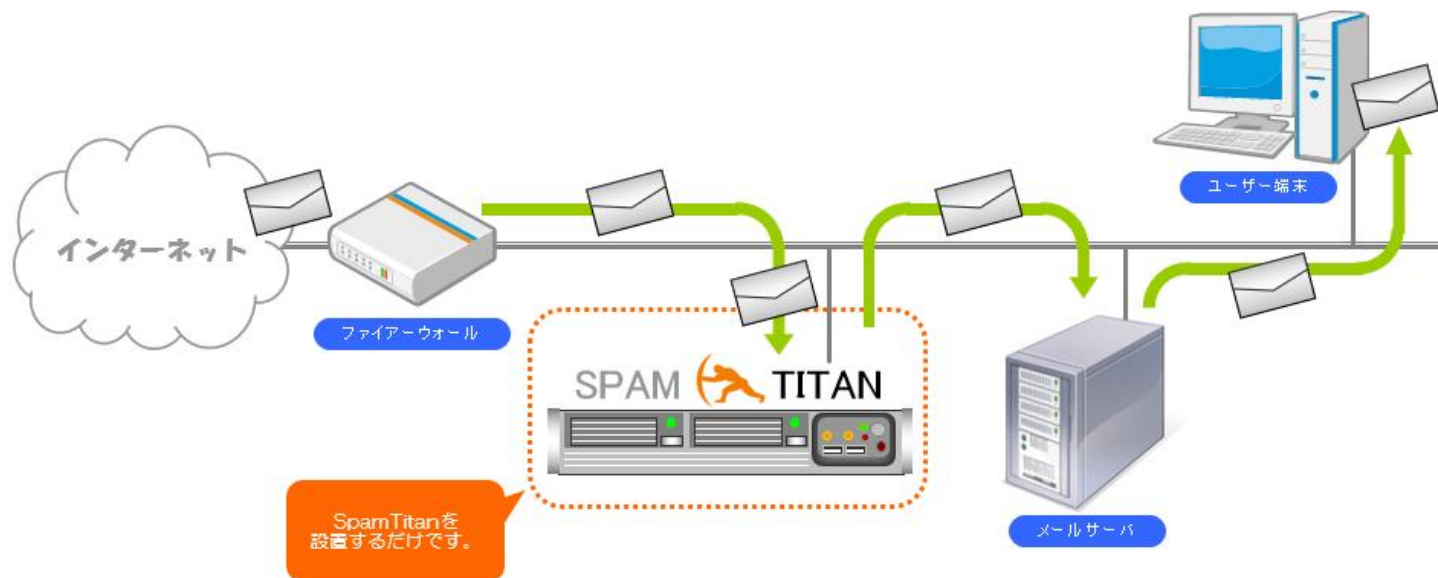 ユーザー端末
インターネット
ファイアーウォール
SPAM TITAN
SpamTitanを
設置するだけです。
メールサーバ